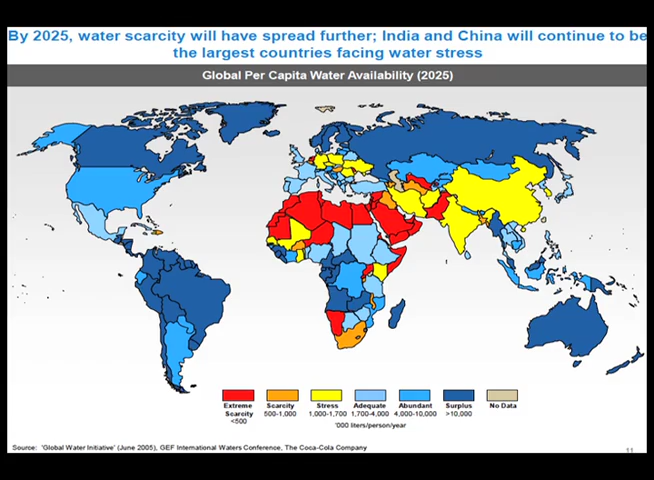 By 2025, water scarcity will have spread further; India and China will continue to be
the largest countries facing water stress
Global Per Capita Water Availability (2025)
Extreme Scarcity <500
Scarcity 500-1,000
Stress 1,000-1,700
Adequate 1,700-4,000
Abundant 4,000-10,000
Surplus >10,000
No Data
'000 liters/person/year
Source: 'Global Water Initiative' (June 2005), GEF International Waters Conference, The Coca-Cola Company
11